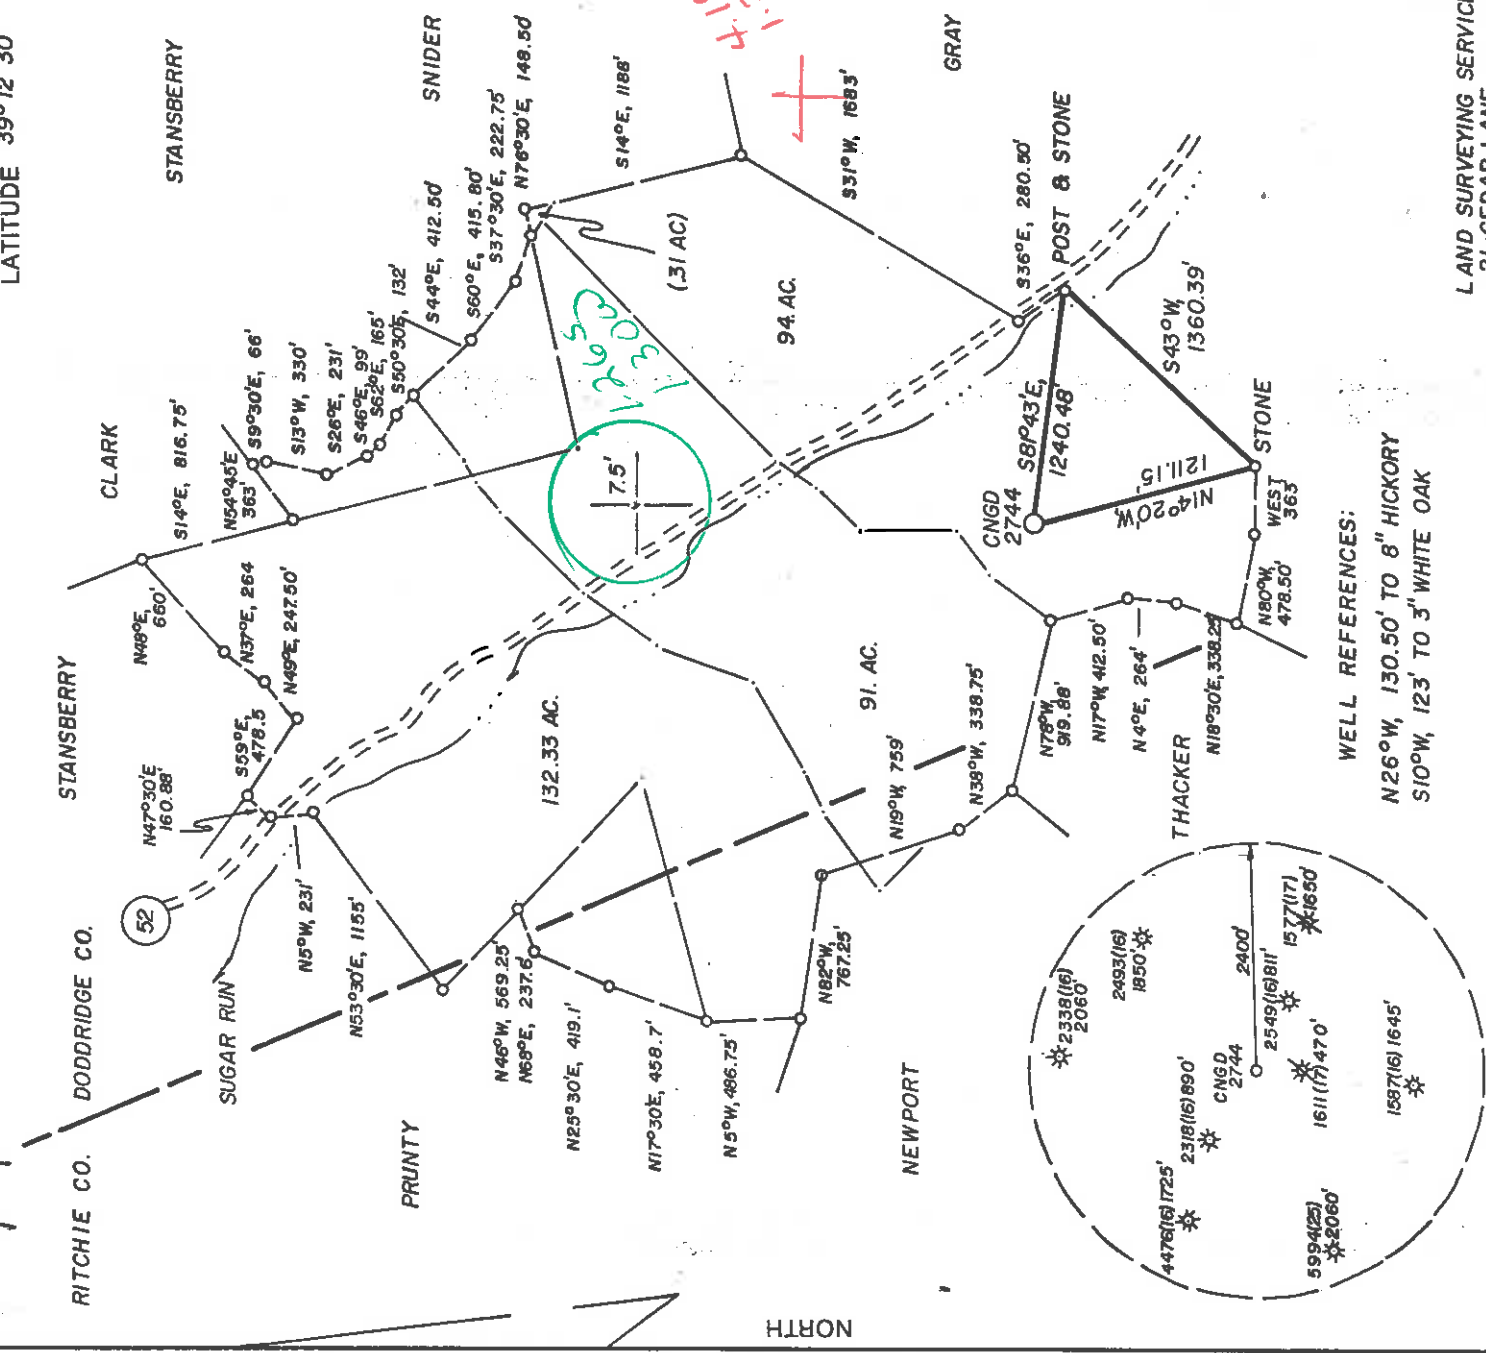 LATITUDE 39°12'30
STANSBERRY
SNIDER
CLARK
STANSBERRY
GRAY
RITCHIE CO.
DODDRIDGE CO.
52
SUGAR RUN
PRUNTY
NEWPORT
THACKER
NORTH
N47°30'E
160.88'
S59°E,
478.5
N49°E, 247.50'
N37°E, 264
N48°E,
660'
S14°E, 816.75'
N54°45'E
363'
S9°30'E, 66'
S13°W, 330'
S26°E, 231'
S46°E, 99'
S62°E, 165'
S50°30'E, 132'
S44°E, 412.50'
S60°E, 415.80'
S37°30'E, 222.75'
N76°30'E, 148.50'
S14°E, 1188'
(.31 AC)
S31°W, 1683'
94. AC.
S36°E, 280.50'
POST & STONE
S43°W,
1360.39'
S81°43'E,
1240.48'
CNGD
2744
N14°20'W,
1211.15'
STONE
WEST
363
N80°W,
478.50'
N18°30'E, 338.25'
N4°E, 264'
N17°W, 412.50'
N78°W,
919.88'
N38°W, 338.75'
N19°W, 759'
91. AC.
132.33 AC.
7.5'
N82°W,
767.25'
N5°W, 486.75'
N17°30'E, 458.7'
N25°30'E, 419.1'
N68°E, 237.6'
N46°W, 569.25'
N53°30'E, 1155'
N5°W, 231'
WELL REFERENCES:
N26°W, 130.50' TO 8" HICKORY
S10°W, 123' TO 3" WHITE OAK
2338(16)
2060'
2493(16)
1850'
2400'
1577(17)
1650'
2549(16)811'
CNGD
2744
2318(16)890'
1611(17)470'
4476(16)1725'
5994(25)
2060'
1587(16)1645'
LAND SURVEYING SERVIC